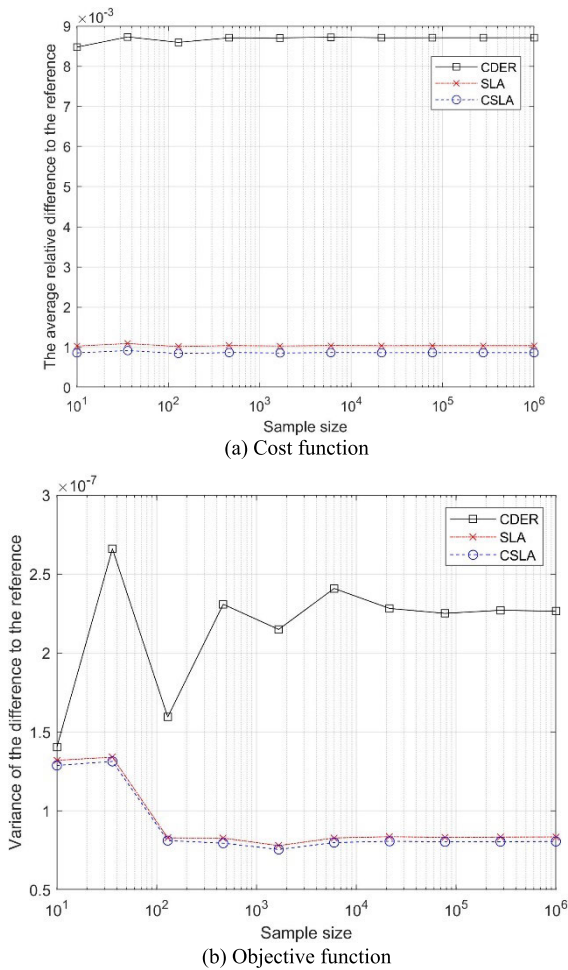 ×10⁻³
9
8
7
6
5
4
3
2
1
0
The average relative difference to the reference
CDER
SLA
CSLA
10¹ 10² 10³ 10⁴ 10⁵ 10⁶
Sample size
(a) Cost function
×10⁻⁷
3
2.5
2
1.5
1
0.5
Variance of the difference to the reference
CDER
SLA
CSLA
10¹ 10² 10³ 10⁴ 10⁵ 10⁶
Sample size
(b) Objective function